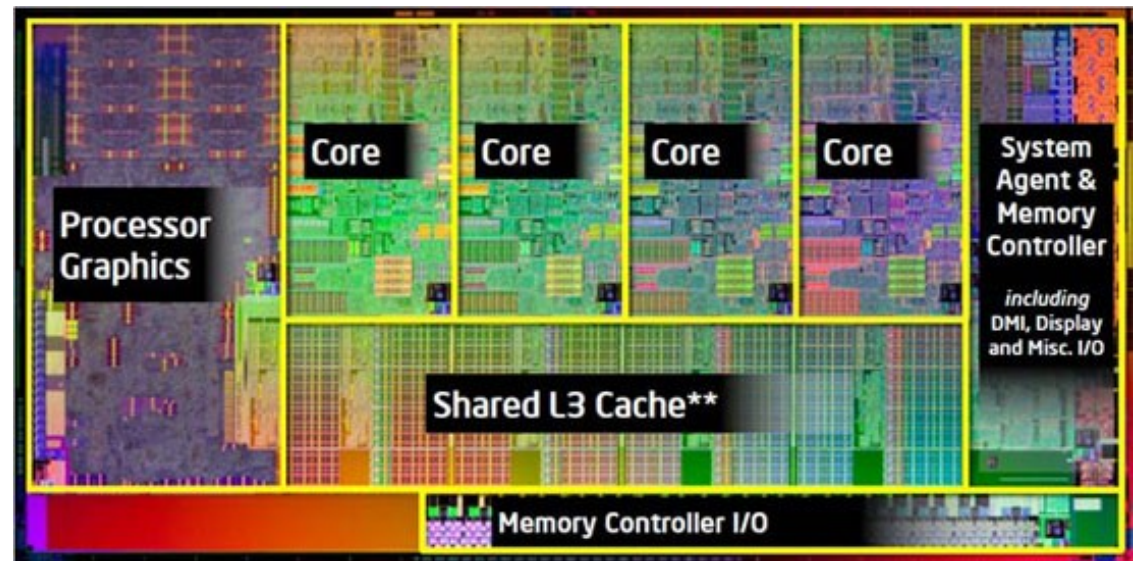 Processor
Graphics
Core
Core
Core
Core
System
Agent &
Memory
Controller
including
DMI, Display
and Misc. I/O
Shared L3 Cache**
Memory Controller I/O